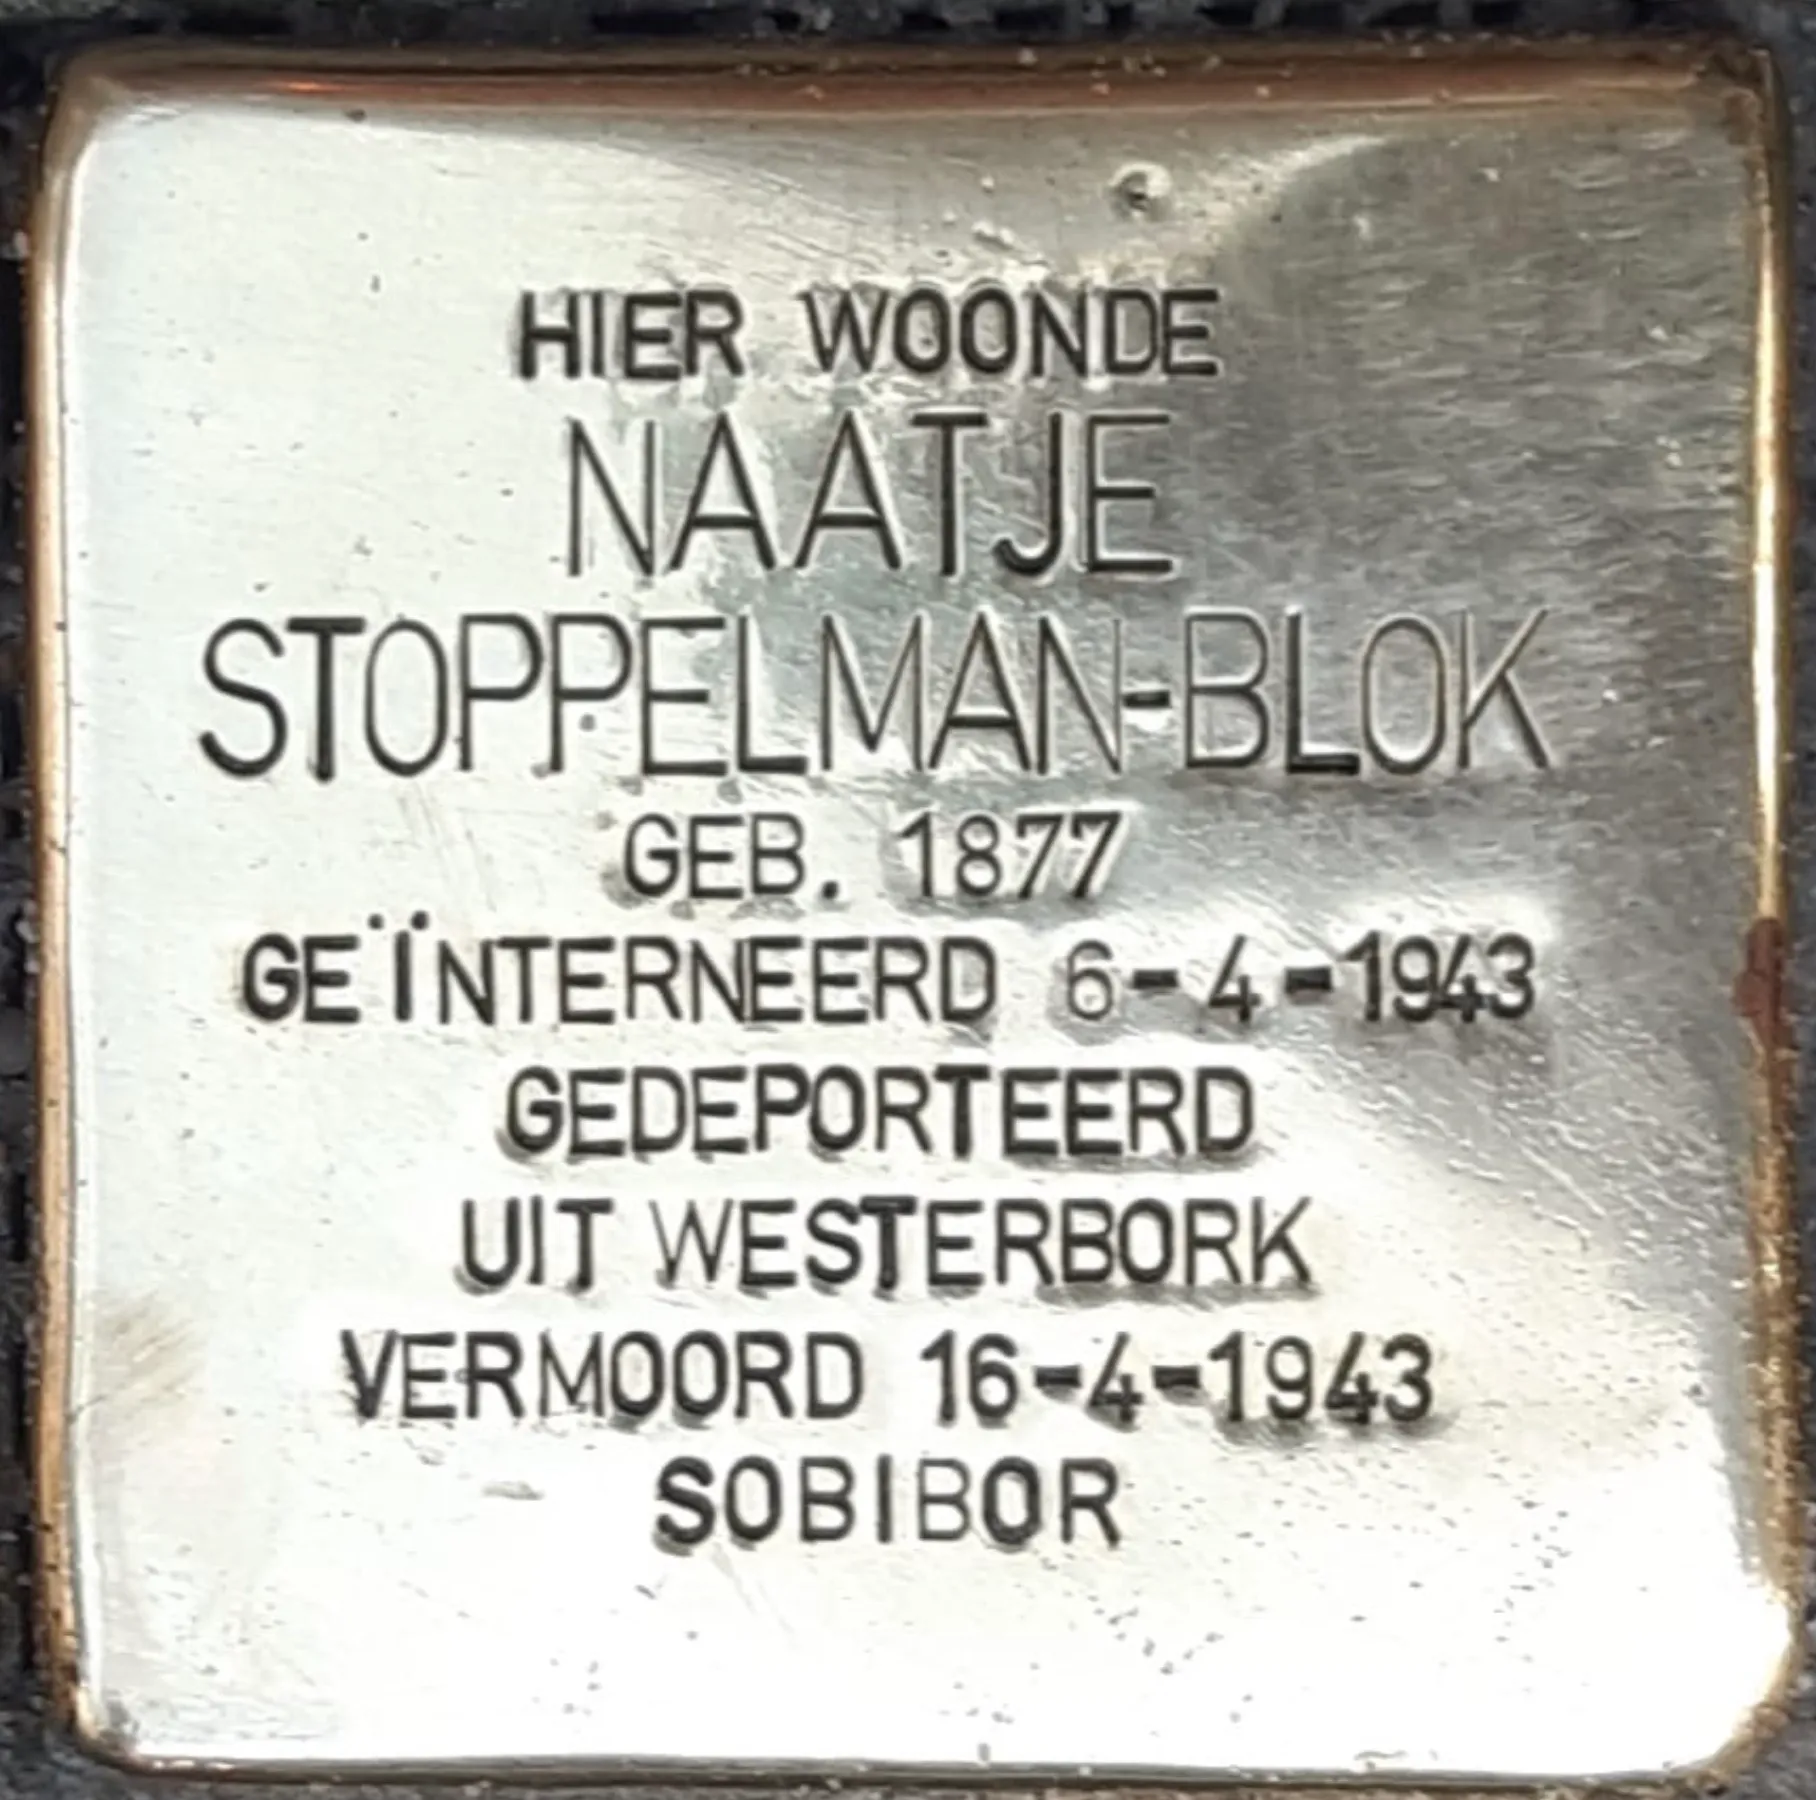 HIER WOONDE
NAATJE
STOPPELMAN-BLOK
GEB. 1877
GEÏNTERNEERD 6-4-1943
GEDEPORTEERD
UIT WESTERBORK
VERMOORD 16-4-1943
SOBIBOR